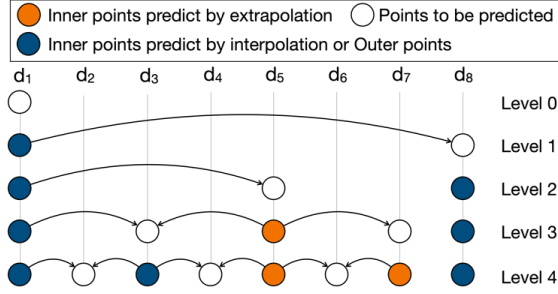 Inner points predict by extrapolation Points to be predicted
Inner points predict by interpolation or Outer points
d₁ d₂ d₃ d₄ d₅ d₆ d₇ d₈
Level 0
Level 1
Level 2
Level 3
Level 4